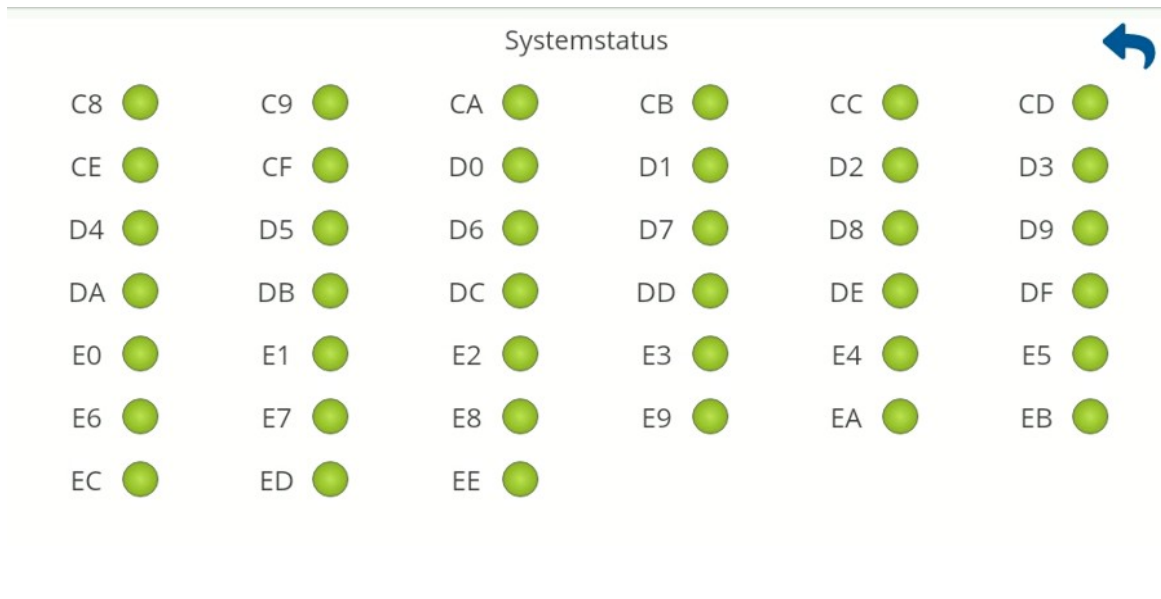 Systemstatus
C8 C9 CA CB CC CD
CE CF D0 D1 D2 D3
D4 D5 D6 D7 D8 D9
DA DB DC DD DE DF
E0 E1 E2 E3 E4 E5
E6 E7 E8 E9 EA EB
EC ED EE